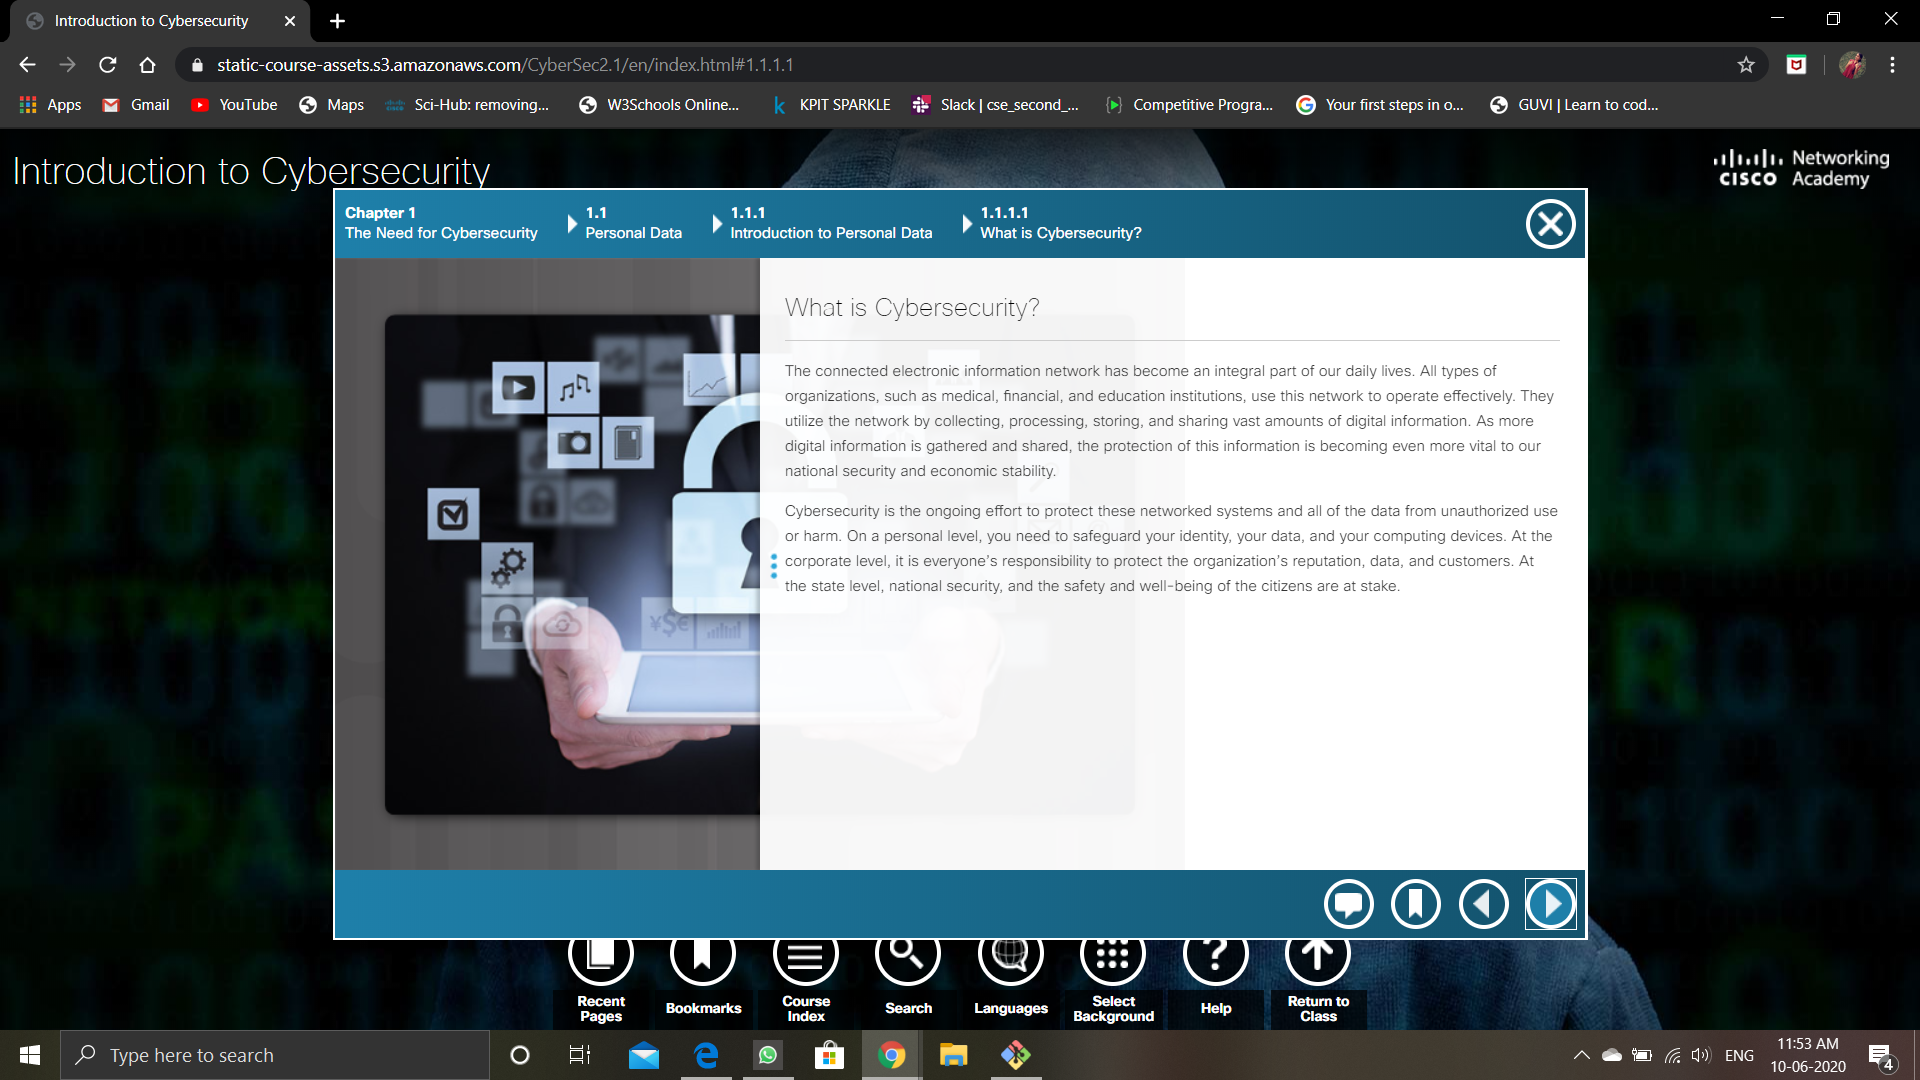 Introduction to Cybersecurity
static-course-assets.s3.amazonaws.com/CyberSec2.1/en/index.html#1.1.1.1
Apps Gmail YouTube Maps Sci-Hub: removing... W3Schools Online... KPIT SPARKLE Slack | cse_second_... Competitive Progra... Your first steps in o... GUVI | Learn to cod...
Introduction to Cybersecurity
Networking
CISCO Academy
Chapter 1 1.1 1.1.1 1.1.1.1
The Need for Cybersecurity Personal Data Introduction to Personal Data What is Cybersecurity?
What is Cybersecurity?
The connected electronic information network has become an integral part of our daily lives. All types of
organizations, such as medical, financial, and education institutions, use this network to operate effectively. They
utilize the network by collecting, processing, storing, and sharing vast amounts of digital information. As more
digital information is gathered and shared, the protection of this information is becoming even more vital to our
national security and economic stability.
Cybersecurity is the ongoing effort to protect these networked systems and all of the data from unauthorized use
or harm. On a personal level, you need to safeguard your identity, your data, and your computing devices. At the
corporate level, it is everyone's responsibility to protect the organization's reputation, data, and customers. At
the state level, national security, and the safety and well-being of the citizens are at stake.
¥$€
Recent Pages
Bookmarks
Course Index
Search
Languages
Select Background
Help
Return to Class
Type here to search
ENG
11:53 AM
10-06-2020
4